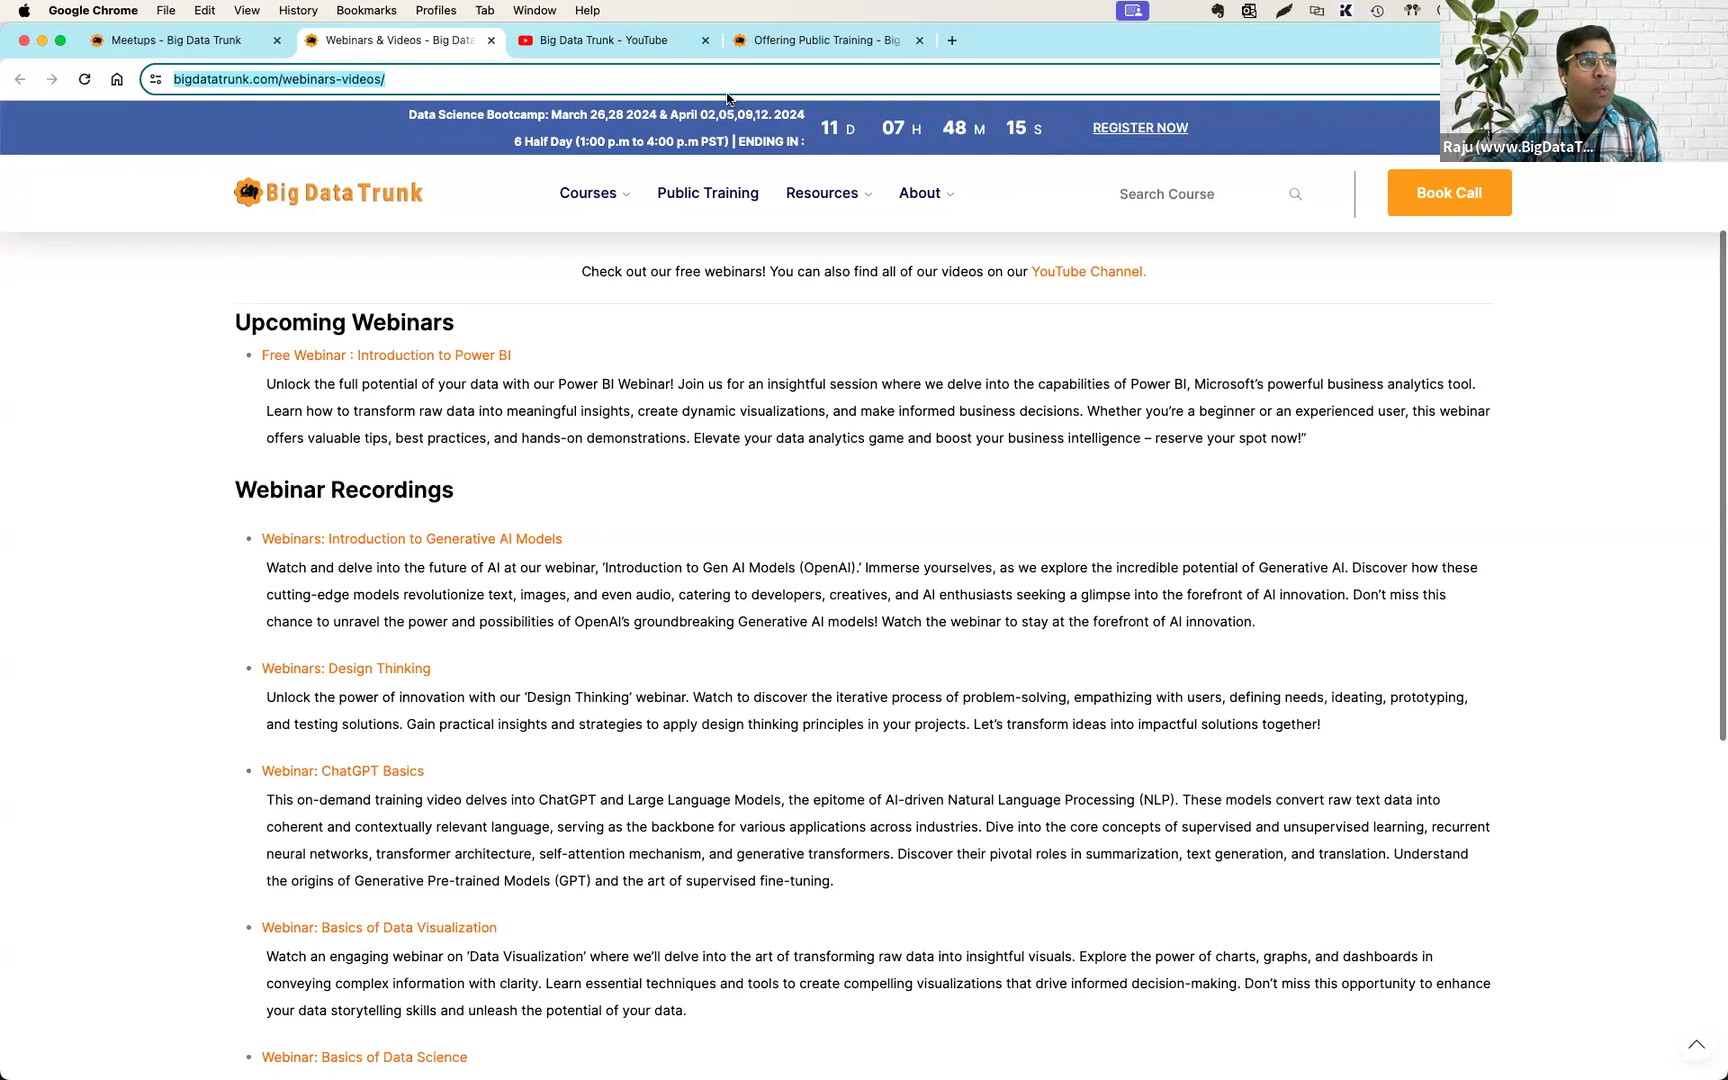 Google Chrome File Edit View History Bookmarks Profiles Tab Window Help
Meetups - Big Data Trunk
Webinars & Videos - Big Data
Big Data Trunk - YouTube
Offering Public Training - Big
bigdatatrunk.com/webinars-videos/
Data Science Bootcamp: March 26,28 2024 & April 02,05,09,12. 2024
6 Half Day (1:00 p.m to 4:00 p.m PST) | ENDING IN :
11 D 07 H 48 M 15 S
REGISTER NOW
Raju (www.BigDataT...
Big Data Trunk
Courses Public Training Resources About
Search Course
Book Call
Check out our free webinars! You can also find all of our videos on our YouTube Channel.
Upcoming Webinars
Free Webinar : Introduction to Power BI
Unlock the full potential of your data with our Power BI Webinar! Join us for an insightful session where we delve into the capabilities of Power BI, Microsoft’s powerful business analytics tool.
Learn how to transform raw data into meaningful insights, create dynamic visualizations, and make informed business decisions. Whether you’re a beginner or an experienced user, this webinar
offers valuable tips, best practices, and hands-on demonstrations. Elevate your data analytics game and boost your business intelligence – reserve your spot now!”
Webinar Recordings
Webinars: Introduction to Generative AI Models
Watch and delve into the future of AI at our webinar, ‘Introduction to Gen AI Models (OpenAI).’ Immerse yourselves, as we explore the incredible potential of Generative AI. Discover how these
cutting-edge models revolutionize text, images, and even audio, catering to developers, creatives, and AI enthusiasts seeking a glimpse into the forefront of AI innovation. Don’t miss this
chance to unravel the power and possibilities of OpenAI’s groundbreaking Generative AI models! Watch the webinar to stay at the forefront of AI innovation.
Webinars: Design Thinking
Unlock the power of innovation with our ‘Design Thinking’ webinar. Watch to discover the iterative process of problem-solving, empathizing with users, defining needs, ideating, prototyping,
and testing solutions. Gain practical insights and strategies to apply design thinking principles in your projects. Let’s transform ideas into impactful solutions together!
Webinar: ChatGPT Basics
This on-demand training video delves into ChatGPT and Large Language Models, the epitome of AI-driven Natural Language Processing (NLP). These models convert raw text data into
coherent and contextually relevant language, serving as the backbone for various applications across industries. Dive into the core concepts of supervised and unsupervised learning, recurrent
neural networks, transformer architecture, self-attention mechanism, and generative transformers. Discover their pivotal roles in summarization, text generation, and translation. Understand
the origins of Generative Pre-trained Models (GPT) and the art of supervised fine-tuning.
Webinar: Basics of Data Visualization
Watch an engaging webinar on ‘Data Visualization’ where we’ll delve into the art of transforming raw data into insightful visuals. Explore the power of charts, graphs, and dashboards in
conveying complex information with clarity. Learn essential techniques and tools to create compelling visualizations that drive informed decision-making. Don’t miss this opportunity to enhance
your data storytelling skills and unleash the potential of your data.
Webinar: Basics of Data Science